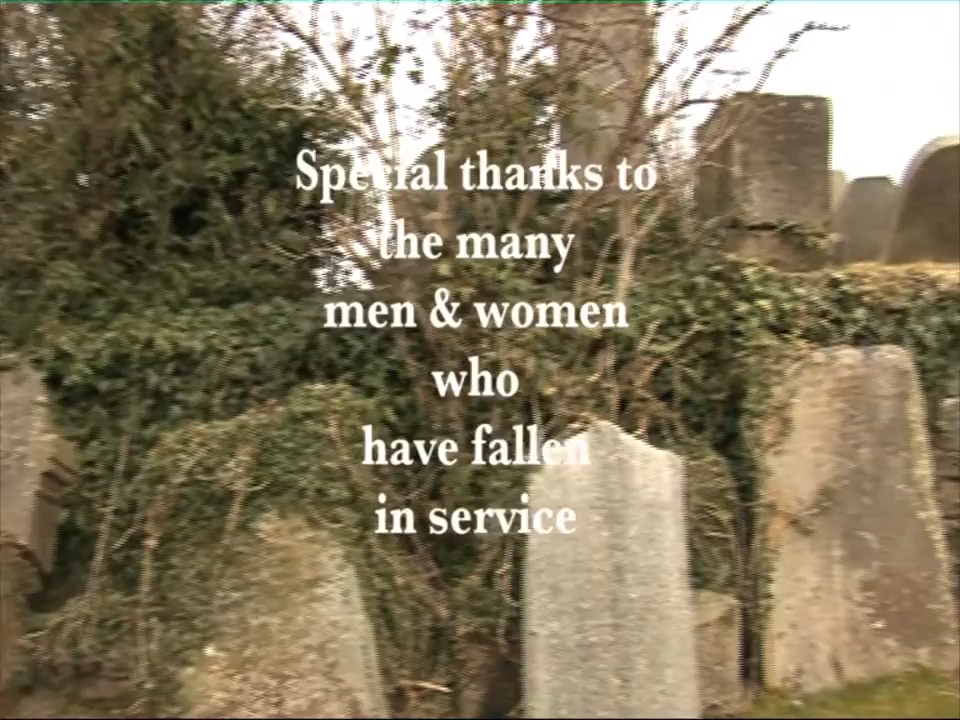 Special thanks to
the many
men & women
who
have fallen
in service